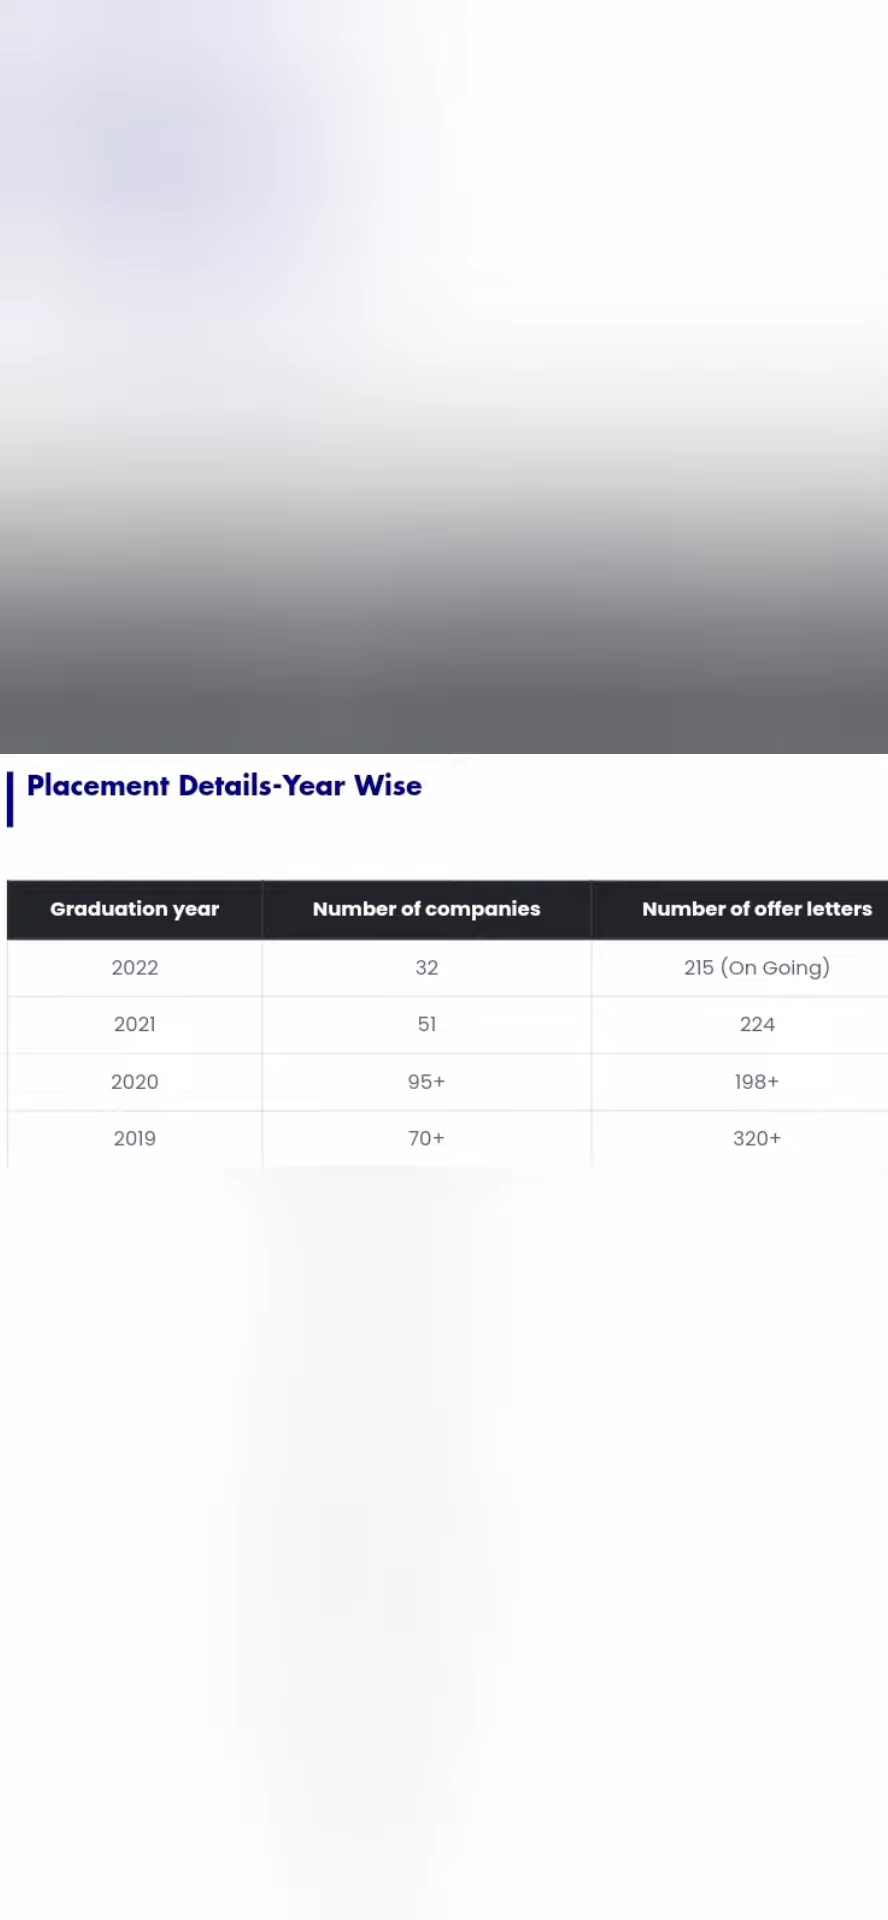 Placement Details-Year Wise
Graduation year Number of companies Number of offer letters
2022 32 215 (On Going)
2021 51 224
2020 95+ 198+
2019 70+ 320+